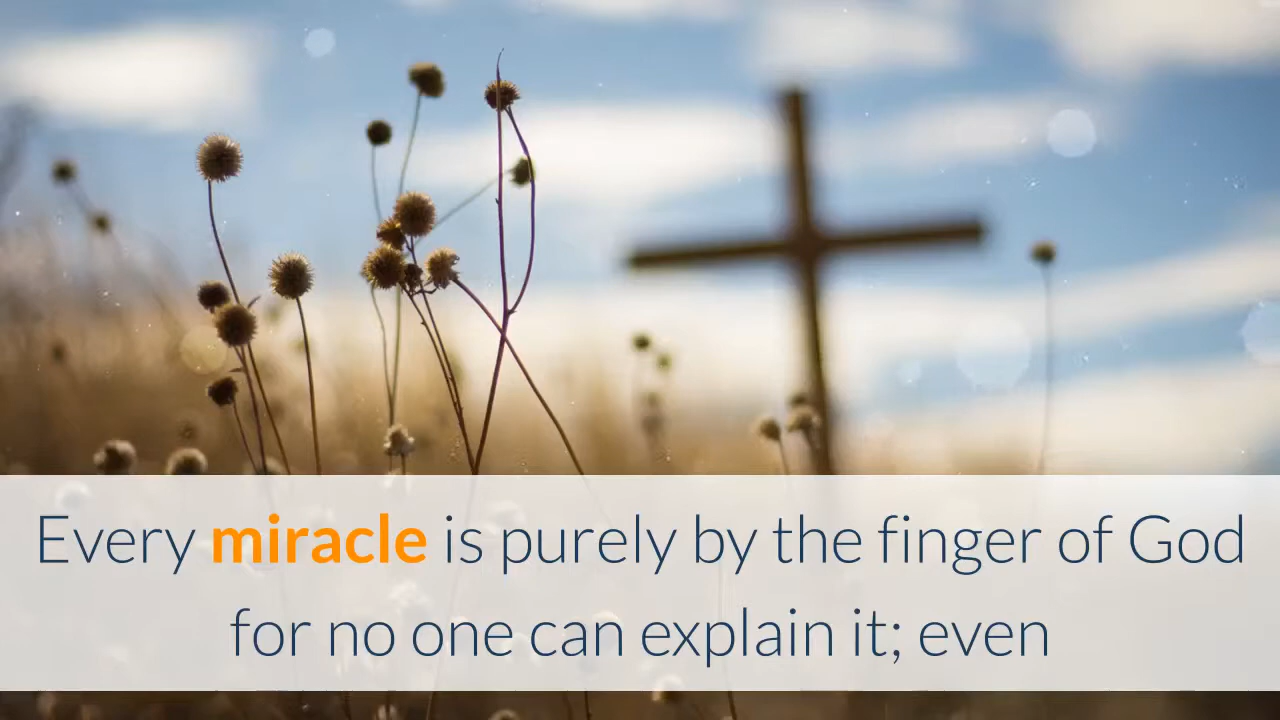 Every miracle is purely by the finger of God
for no one can explain it; even